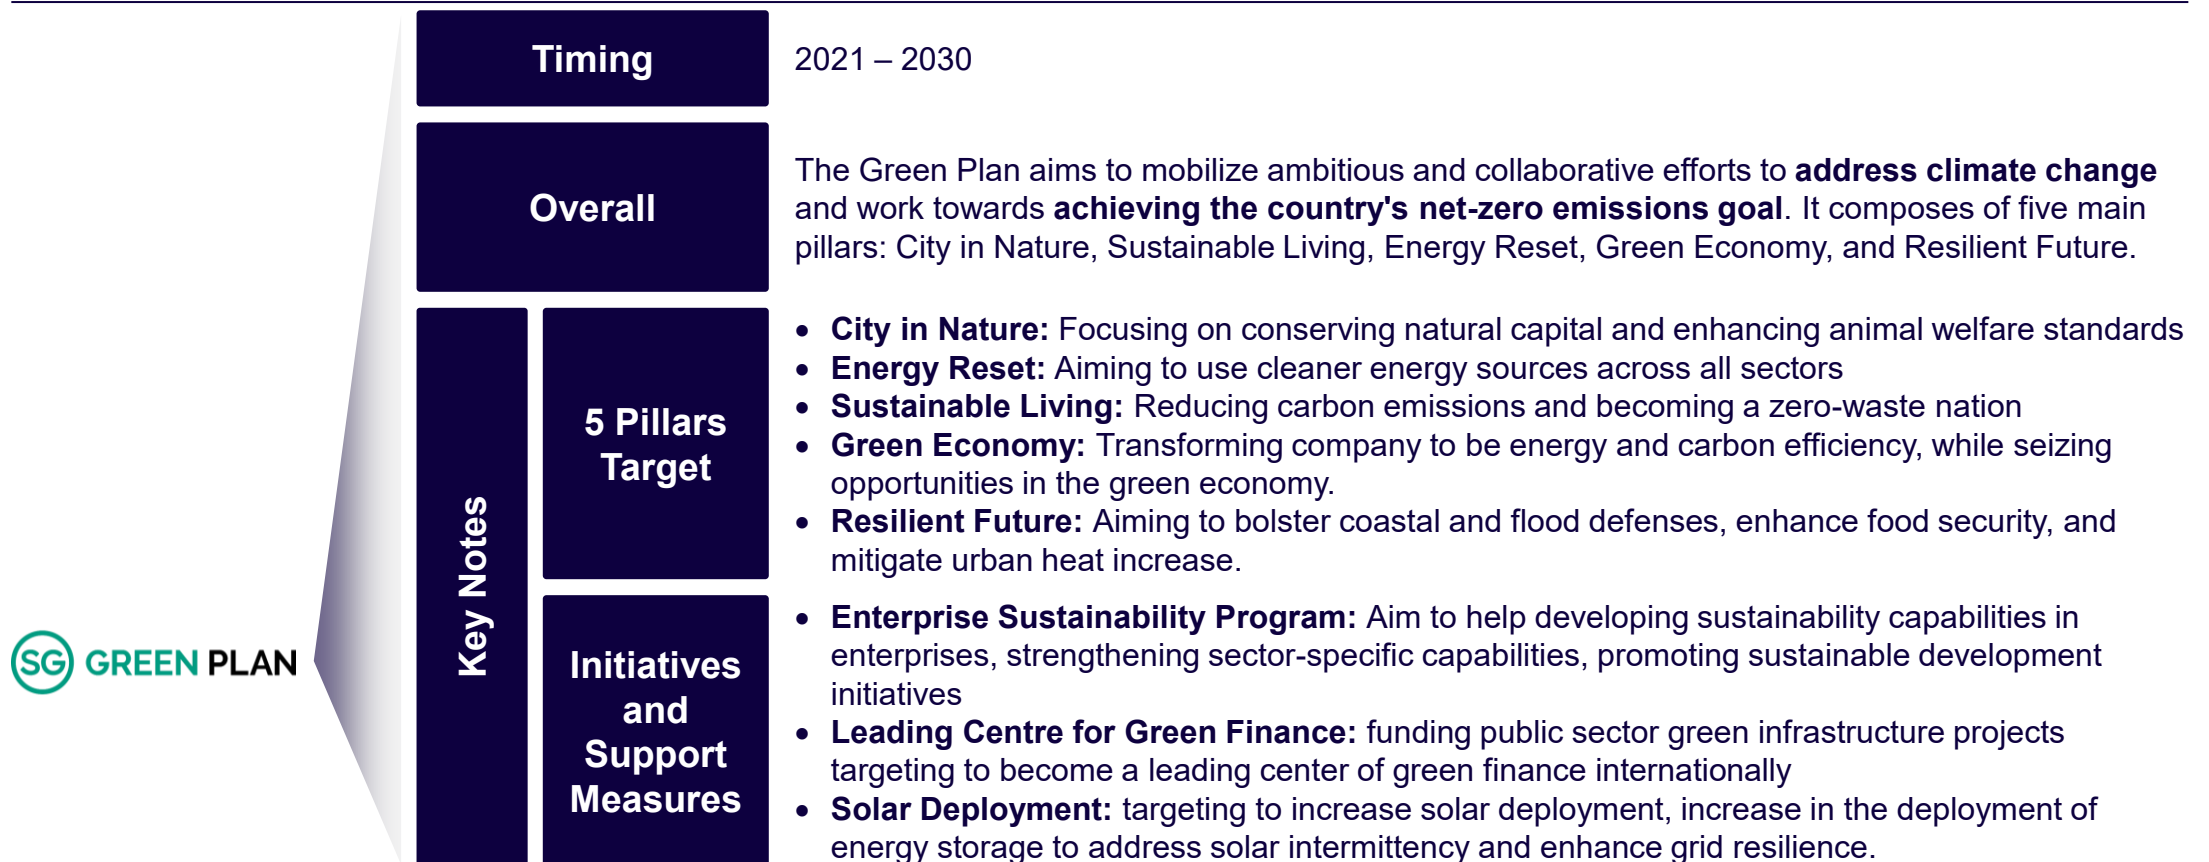 Timing
2021 – 2030
Overall
The Green Plan aims to mobilize ambitious and collaborative efforts to address climate change
and work towards achieving the country's net-zero emissions goal. It composes of five main
pillars: City in Nature, Sustainable Living, Energy Reset, Green Economy, and Resilient Future.
Key Notes
5 Pillars
Target
• City in Nature: Focusing on conserving natural capital and enhancing animal welfare standards
• Energy Reset: Aiming to use cleaner energy sources across all sectors
• Sustainable Living: Reducing carbon emissions and becoming a zero-waste nation
• Green Economy: Transforming company to be energy and carbon efficiency, while seizing
opportunities in the green economy.
• Resilient Future: Aiming to bolster coastal and flood defenses, enhance food security, and
mitigate urban heat increase.
SG GREEN PLAN
Initiatives
and
Support
Measures
• Enterprise Sustainability Program: Aim to help developing sustainability capabilities in
enterprises, strengthening sector-specific capabilities, promoting sustainable development
initiatives
• Leading Centre for Green Finance: funding public sector green infrastructure projects
targeting to become a leading center of green finance internationally
• Solar Deployment: targeting to increase solar deployment, increase in the deployment of
energy storage to address solar intermittency and enhance grid resilience.